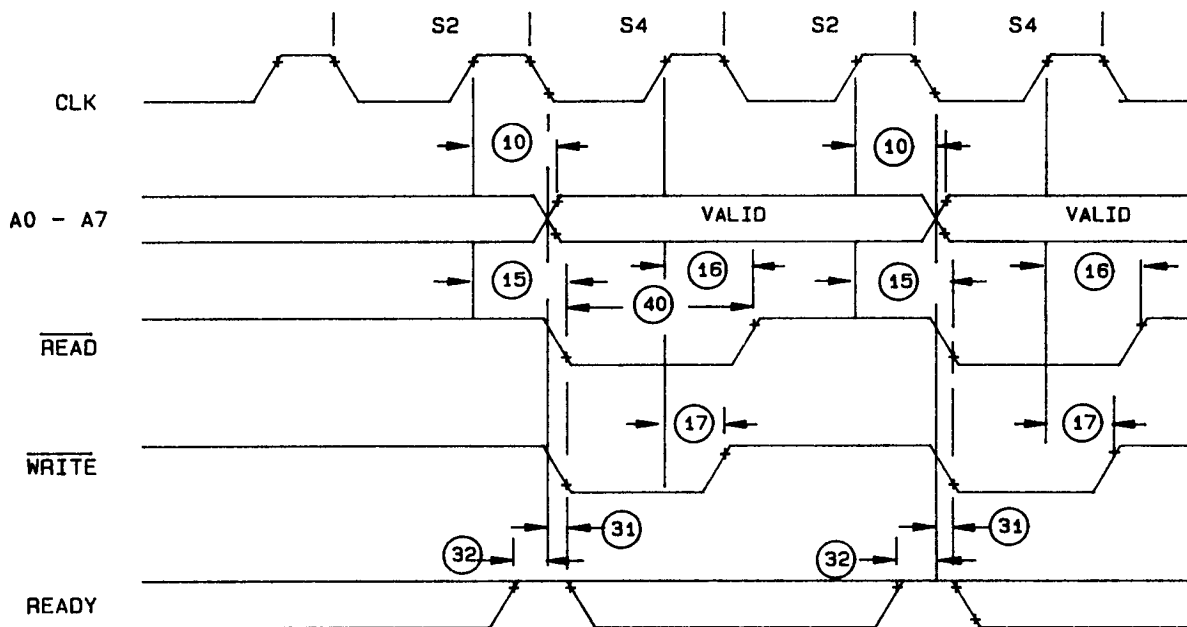 S2 S4 S2 S4
CLK
10 10
A0 - A7 VALID VALID
15 16 15 16
40
READ
17 17
WRITE
31 31
32 32
READY